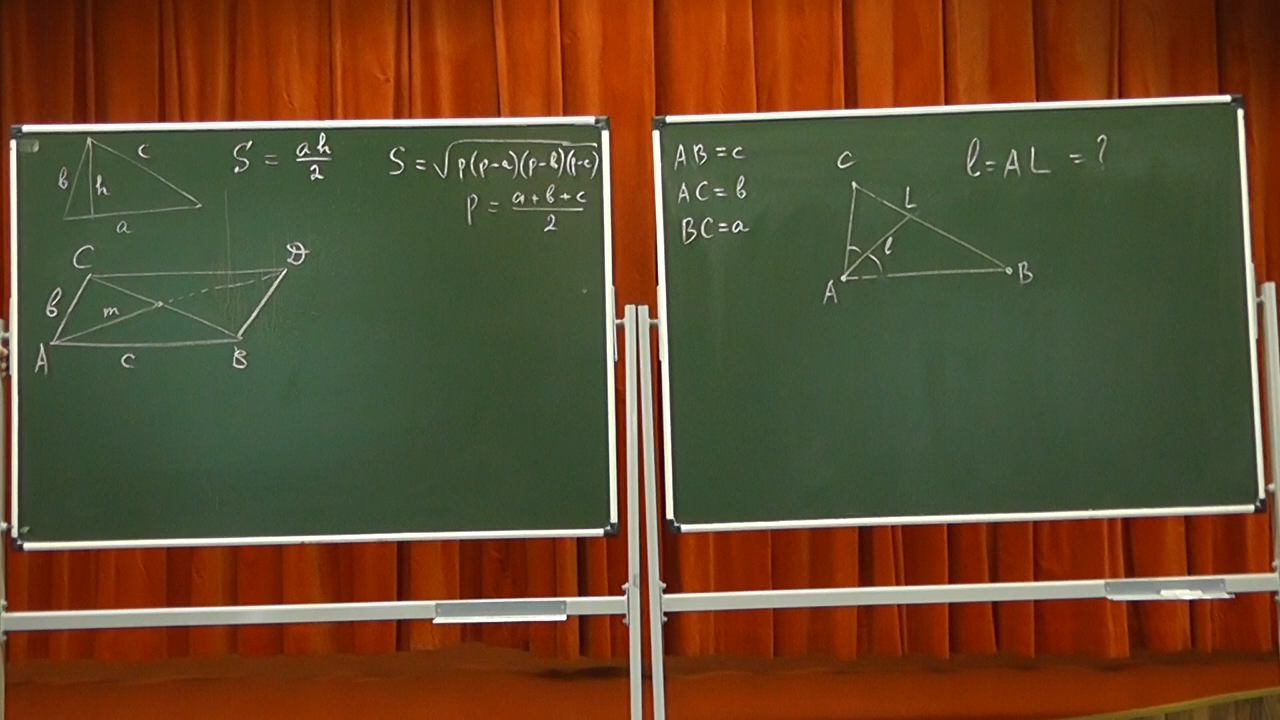 b h c
a
S = ah/2
S = √p(p-a)(p-b)(p-c)
p = a+b+c/2
C D
b m
A c B
AB = c
AC = b
BC = a
l = AL = ?
C
L
l
A B